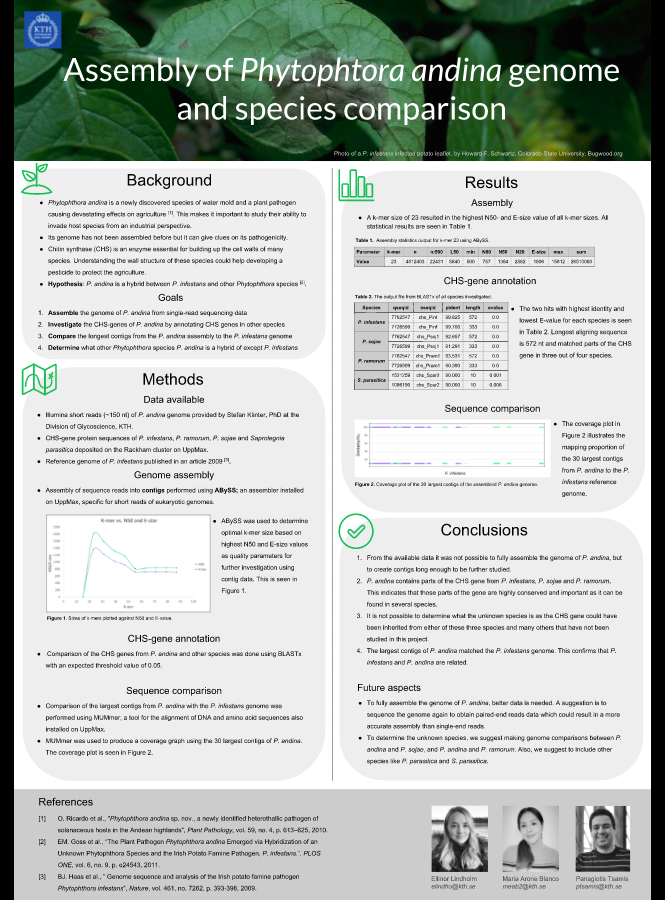 KTH
Assembly of Phytophtora andina genome
and species comparison
Photo of a P. infestans infected potato leaflet; by Howard F. Schwartz, Colorado State University, Bugwood.org
Background
● Phytophthora andina is a newly discovered species of water mold and a plant pathogen
causing devastating effects on agriculture [1]. This makes it important to study their ability to
invade host species from an industrial perspective.
● Its genome has not been assembled before but it can give clues on its pathogenicity.
● Chitin synthase (CHS) is an enzyme essential for building up the cell walls of many
species. Understanding the wall structure of these species could help developing a
pesticide to protect the agriculture.
● Hypothesis: P. andina is a hybrid between P. infestans and other Phytophthora species [2].
Goals
1. Assemble the genome of P. andina from single-read sequencing data
2. Investigate the CHS-genes of P. andina by annotating CHS genes in other species
3. Compare the longest contigs from the P. andina assembly to the P. infestans genome
4. Determine what other Phytophthora species P. andina is a hybrid of except P. infestans
Methods
Data available
● Illumina short reads (~150 nt) of P. andina genome provided by Stefan Klinter, PhD at the
Division of Glycoscience, KTH.
● CHS-gene protein sequences of P. infestans, P. ramorum, P. sojae and Saprolegnia
parasitica deposited on the Rackham cluster on UppMax.
● Reference genome of P. infestans published in an article 2009 [3].
Genome assembly
● Assembly of sequence reads into contigs performed using ABySS; an assembler installed
on UppMax, specific for short reads of eukaryotic genomes.
K-mer vs. N50 and E-size
● ABySS was used to determine
optimal k-mer size based on
highest N50 and E-size values
as quality parameters for
further investigation using
contig data. This is seen in
Figure 1.
Figure 1. Sizes of k-mers plotted against N50 and E-value.
CHS-gene annotation
● Comparison of the CHS genes from P. andina and other species was done using BLASTx
with an expected threshold value of 0.05.
Sequence comparison
● Comparison of the largest contigs from P. andina with the P. infestans genome was
performed using MUMmer, a tool for the alignment of DNA and amino acid sequences also
installed on UppMax.
● MUMmer was used to produce a coverage graph using the 30 largest contigs of P. andina.
The coverage plot is seen in Figure 2.
Results
Assembly
● A k-mer size of 23 resulted in the highest N50- and E-size value of all k-mer sizes. All
statistical results are seen in Table 1.
Table 1. Assembly statistics output for k-mer 23 using ABySS.
Parameter k-mer n n:500 L50 min N80 N50 N20 E-size max sum
Value 23 4512403 22431 5840 500 757 1384 2562 1806 15912 26513000
CHS-gene annotation
Table 2. The output file from BLASTx of all species investigated.
Species qseqid sseqid pident length evalue
P. infestans 7762547 chs_Pinf 99.825 572 0.0
7726599 chs_Pinf 99.700 333 0.0
P. sojae 7762547 chs_Psoj1 92.657 572 0.0
7726599 chs_Psoj1 91.291 333 0.0
P. ramorum 7762547 chs_Pram1 93.531 572 0.0
7726599 chs_Pram1 90.390 333 0.0
S. parasitica 1521259 chs_Spar2 90.000 10 0.001
1086190 chs_Spar2 90.000 10 0.008
● The two hits with highest identity and
lowest E-value for each species is seen
in Table 2. Longest aligning sequence
is 572 nt and matched parts of the CHS
gene in three out of four species.
Sequence comparison
P. infestans
Figure 2. Coverage plot of the 30 largest contigs of the assembled P. andina genome.
● The coverage plot in
Figure 2 illustrates the
mapping proportion of
the 30 largest contigs
from P. andina to the P.
infestans reference
genome.
Conclusions
1. From the available data it was not possible to fully assemble the genome of P. andina, but
to create contigs long enough to be further studied.
2. P. andina contains parts of the CHS gene from P. infestans, P. sojae and P. ramorum.
This indicates that those parts of the gene are highly conserved and important as it can be
found in several species.
3. It is not possible to determine what the unknown species is as the CHS gene could have
been inherited from either of these three species and many others that have not been
studied in this project
4. The largest contigs of P. andina matched the P. infestans genome. This confirms that P.
infestans and P. andina are related.
Future aspects
● To fully assemble the genome of P. andina, better data is needed. A suggestion is to
sequence the genome again to obtain paired-end reads data which could result in a more
accurate assembly than single-end reads.
● To determine the unknown species, we suggest making genome comparisons between P.
andina and P. sojae, and P. andina and P. ramorum. Also, we suggest to include other
species like P. parasitica and S. parasitica.
References
[1] O. Ricardo et al., "Phytophthora andina sp. nov., a newly identified heterothallic pathogen of
solanaceous hosts in the Andean highlands", Plant Pathology, vol. 59, no. 4, p. 613–625, 2010.
[2] EM. Goss et al., "The Plant Pathogen Phytophthora andina Emerged via Hybridization of an
Unknown Phytophthora Species and the Irish Potato Famine Pathogen, P. infestans.", PLOS
ONE, vol. 6, no. 9, p. e24543, 2011.
[3] BJ. Haas et al., " Genome sequence and analysis of the Irish potato famine pathogen
Phytophthora infestans", Nature, vol. 461, no. 7262, p. 393-398, 2009.
Ellinor Lindholm
ellindho@kth.se
Maria Arona Blanco
meab2@kth.se
Panagiotis Tsamis
ptsamis@kth.se